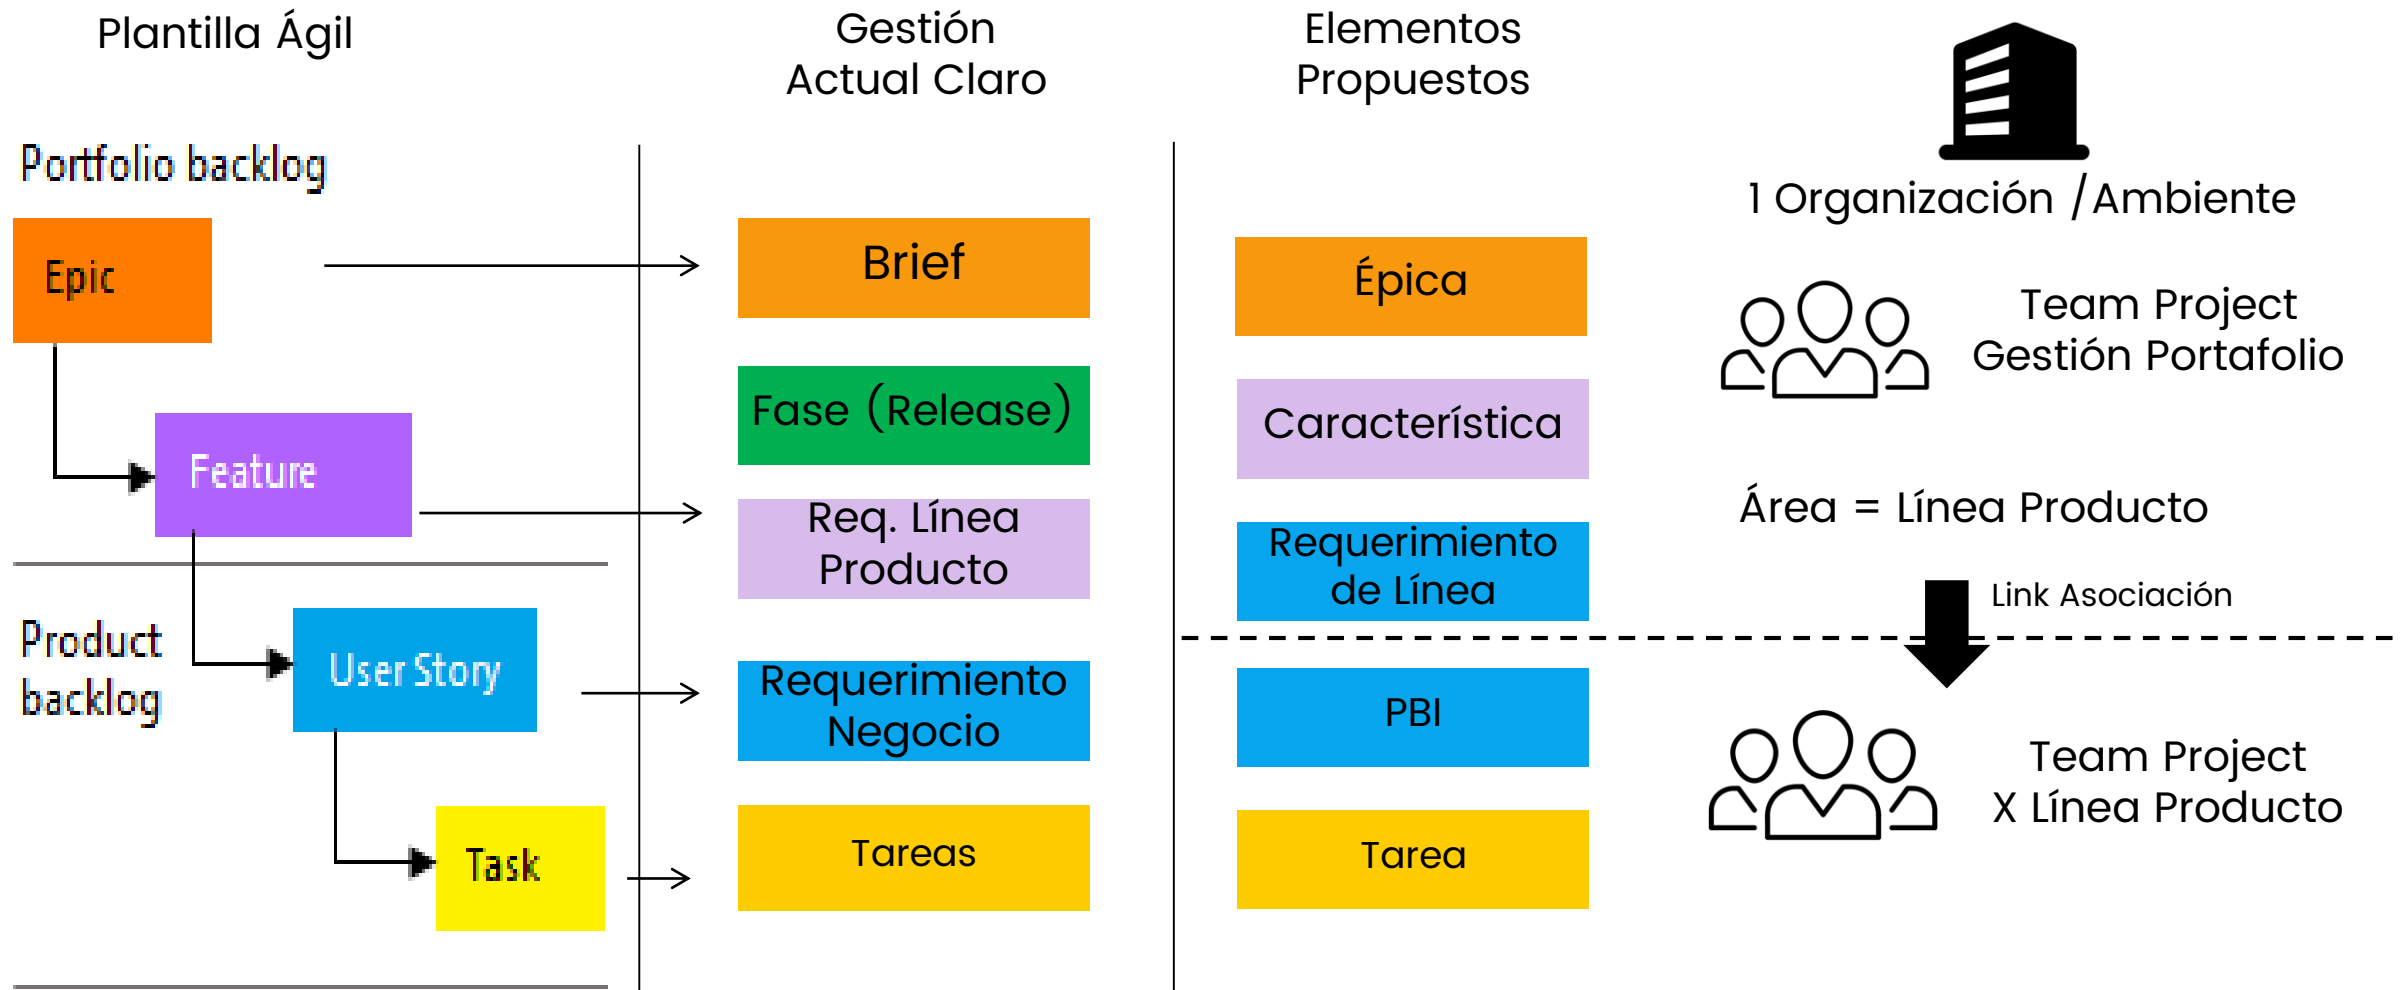 Plantilla Ágil
Portfolio backlog
Epic
Feature
Product
backlog
User Story
Task
Gestión
Actual Claro
Brief
Fase (Release)
Req. Línea
Producto
Requerimiento
Negocio
Tareas
Elementos
Propuestos
Épica
Característica
Requerimiento
de Línea
PBI
Tarea
1 Organización /Ambiente
Team Project
Gestión Portafolio
Área = Línea Producto
Link Asociación
Team Project
X Línea Producto